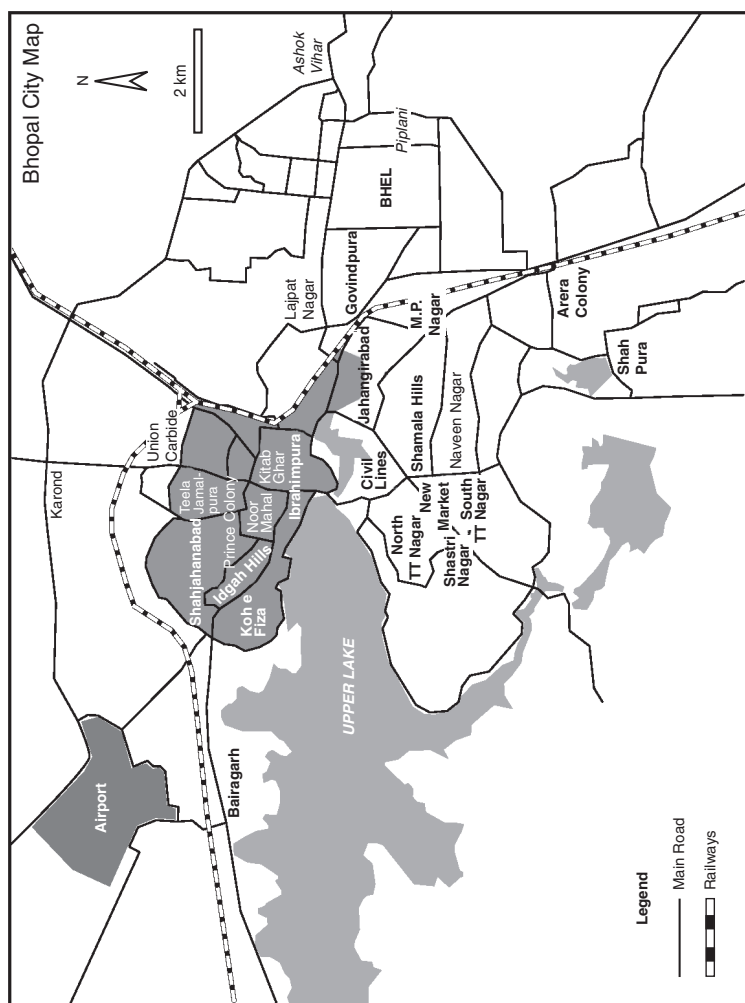 Bhopal City Map
N
2 km
Ashok
Vihar
Piplani
BHEL
Lajpat
Nagar
Govindpura
M.P.
Nagar
Arera
Colony
Shah
Pura
Karond
Union
Carbide
Jahangirabad
Shamala Hills
Naveen Nagar
Teela
Jamal-
pura
Kitab
Ghar
Ibrahimpura
Civil
Lines
Prince Colony
Noor
Mahal
Shahjahanabad
Idgah Hills
Koh e
Fiza
North
TT Nagar
New
Market
Shastri
Nagar
South
TT Nagar
UPPER LAKE
Airport
Bairagarh
Legend
Main Road
Railways